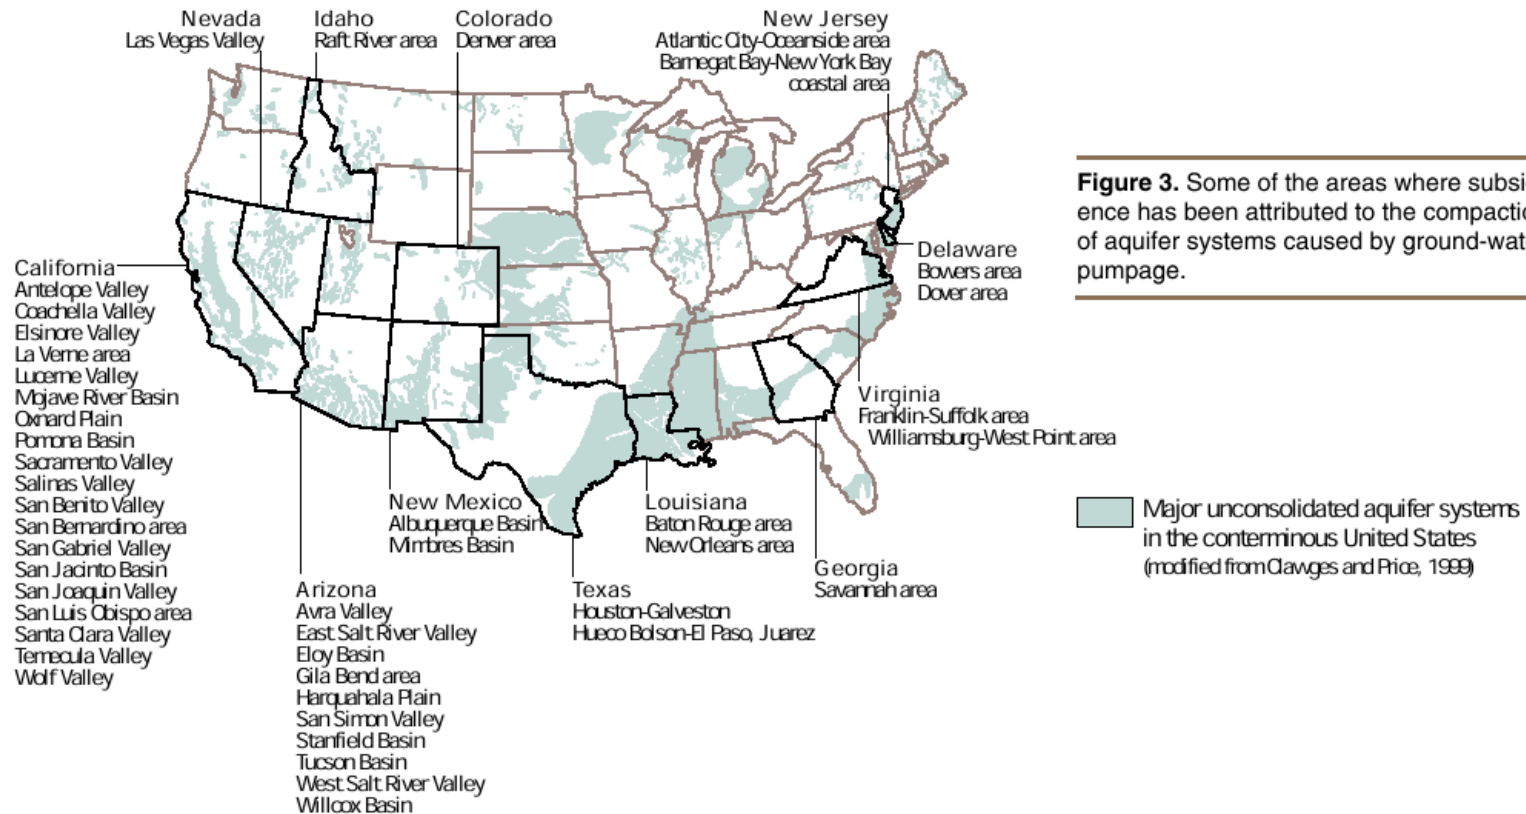 Nevada
Las Vegas Valley
Idaho
Raft River area
Colorado
Denver area
New Jersey
Atlantic City-Oceanside area
Barnegat Bay-New York Bay
coastal area
Figure 3. Some of the areas where subsi
ence has been attributed to the compactio
of aquifer systems caused by ground-wat
pumpage.
Delaware
Bowers area
Dover area
California
Antelope Valley
Coachella Valley
Elsinore Valley
La Verne area
Lucerne Valley
Mojave River Basin
Oxnard Plain
Pomona Basin
Sacramento Valley
Salinas Valley
San Benito Valley
San Bernardino area
San Gabriel Valley
San Jacinto Basin
San Joaquin Valley
San Luis Obispo area
Santa Clara Valley
Temecula Valley
Wolf Valley
Virginia
Franklin-Suffolk area
Williamsburg-West Point area
New Mexico
Albuquerque Basin
Mimbres Basin
Louisiana
Baton Rouge area
New Orleans area
Major unconsolidated aquifer systems
in the conterminous United States
(modified from Clawges and Price, 1999)
Georgia
Savannah area
Arizona
Avra Valley
East Salt River Valley
Eloy Basin
Gila Bend area
Harquahala Plain
San Simon Valley
Stanfield Basin
Tucson Basin
West Salt River Valley
Willcox Basin
Texas
Houston-Galveston
Hueco Bolson-El Paso, Juarez